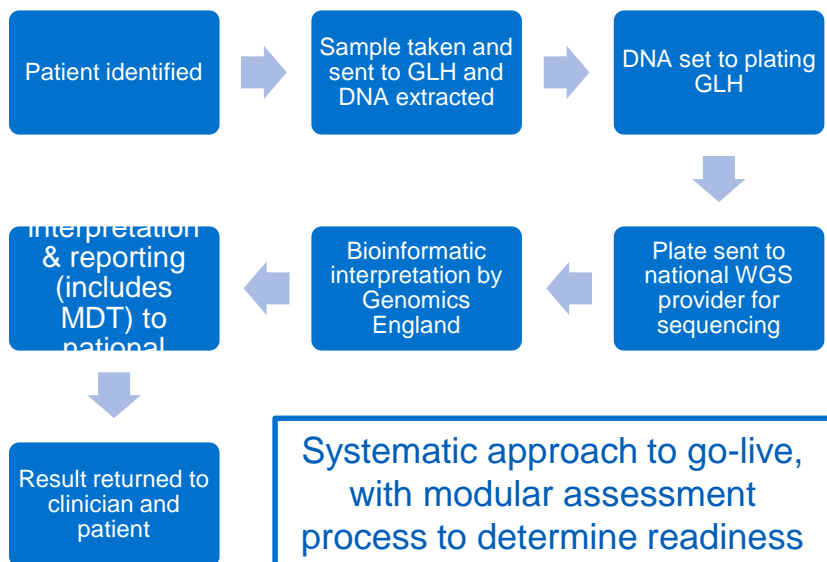 Patient identified
Sample taken and
sent to GLH and
DNA extracted
DNA set to plating
GLH
Plate sent to
national WGS
provider for
sequencing
Bioinformatic
interpretation by
Genomics
England
interpretation
& reporting
(includes
MDT) to
national
Result returned to
clinician and
patient
Systematic approach to go-live,
with modular assessment
process to determine readiness